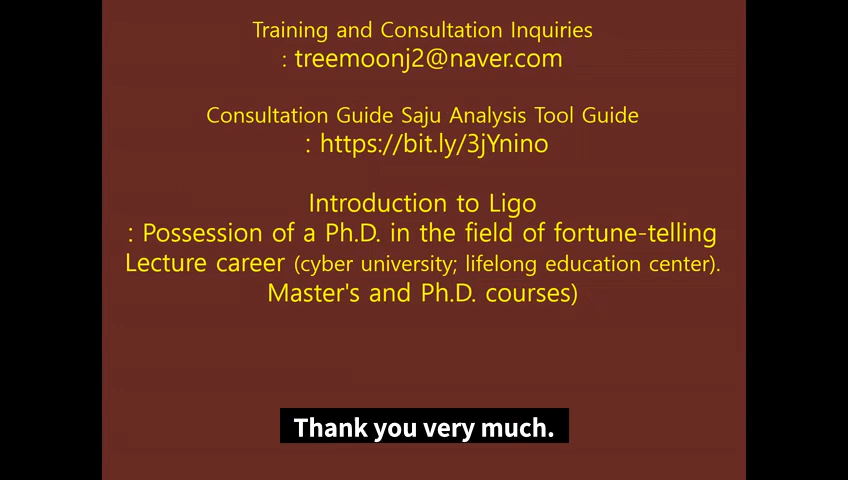 Training and Consultation Inquiries
: treemoonj2@naver.com
Consultation Guide Saju Analysis Tool Guide
: https://bit.ly/3jYnino
Introduction to Ligo
: Possession of a Ph.D. in the field of fortune-telling
Lecture career (cyber university; lifelong education center).
Master's and Ph.D. courses)
Thank you very much.